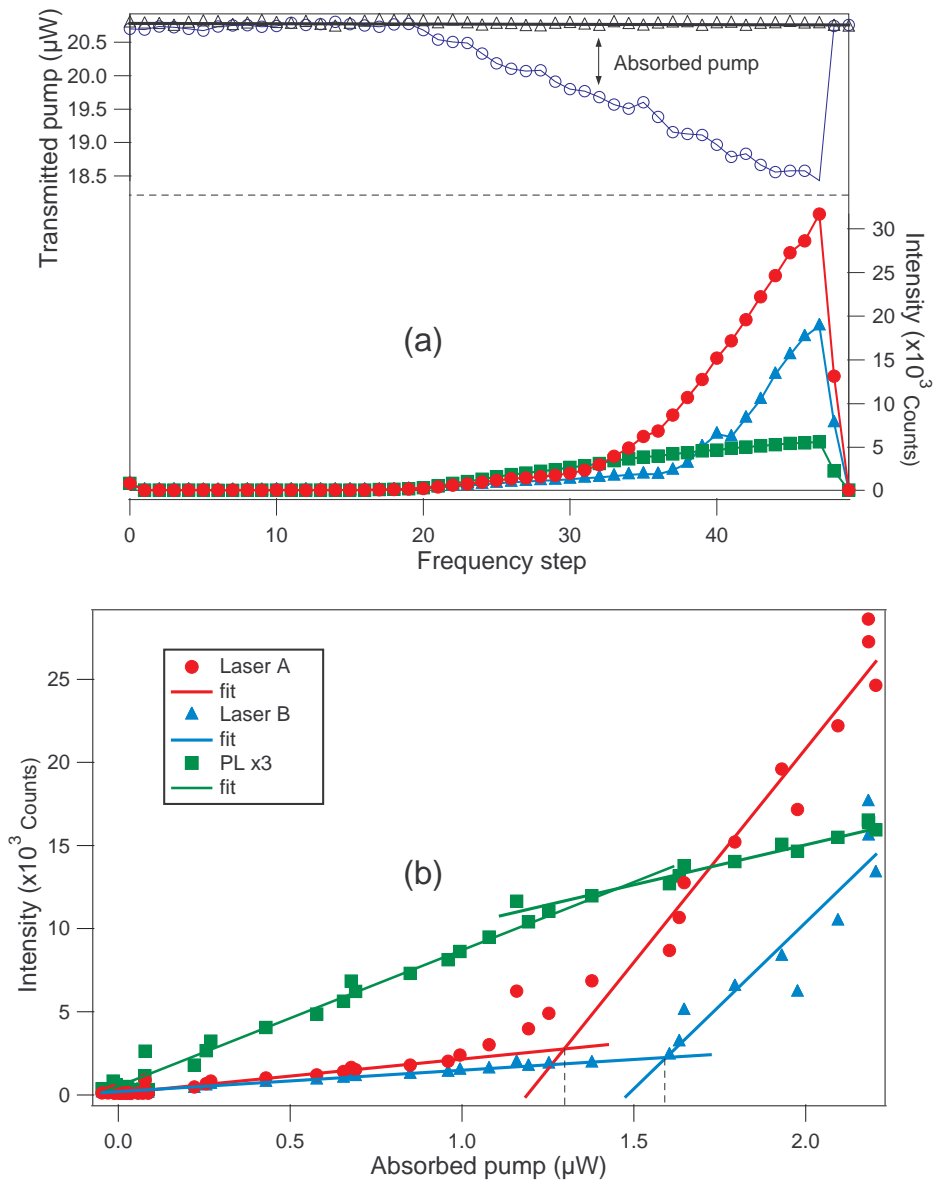 Transmitted pump (µW)
20.5
20.0
19.5
19.0
18.5
Absorbed pump
(a)
Intensity (x10³ Counts)
30
25
20
15
10
5
0
0
10
20
30
40
Frequency step
Intensity (x10³ Counts)
25
20
15
10
5
0
Laser A
fit
Laser B
fit
PL x3
fit
(b)
0.0
0.5
1.0
1.5
2.0
Absorbed pump (µW)